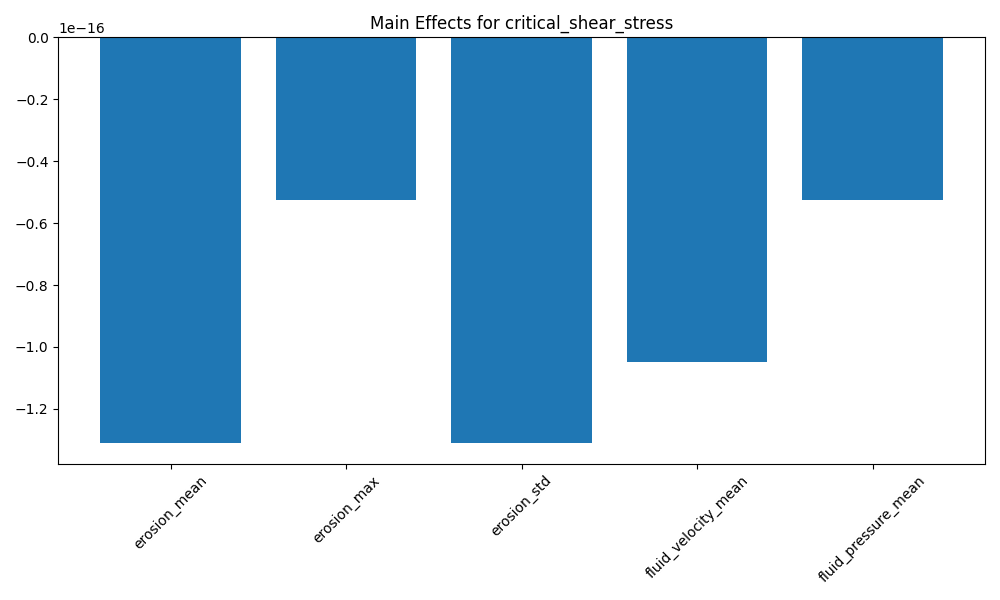 Main Effects for critical_shear_stress
1e−16
0.0
−0.2
−0.4
−0.6
−0.8
−1.0
−1.2
erosion_mean
erosion_max
erosion_std
fluid_velocity_mean
fluid_pressure_mean